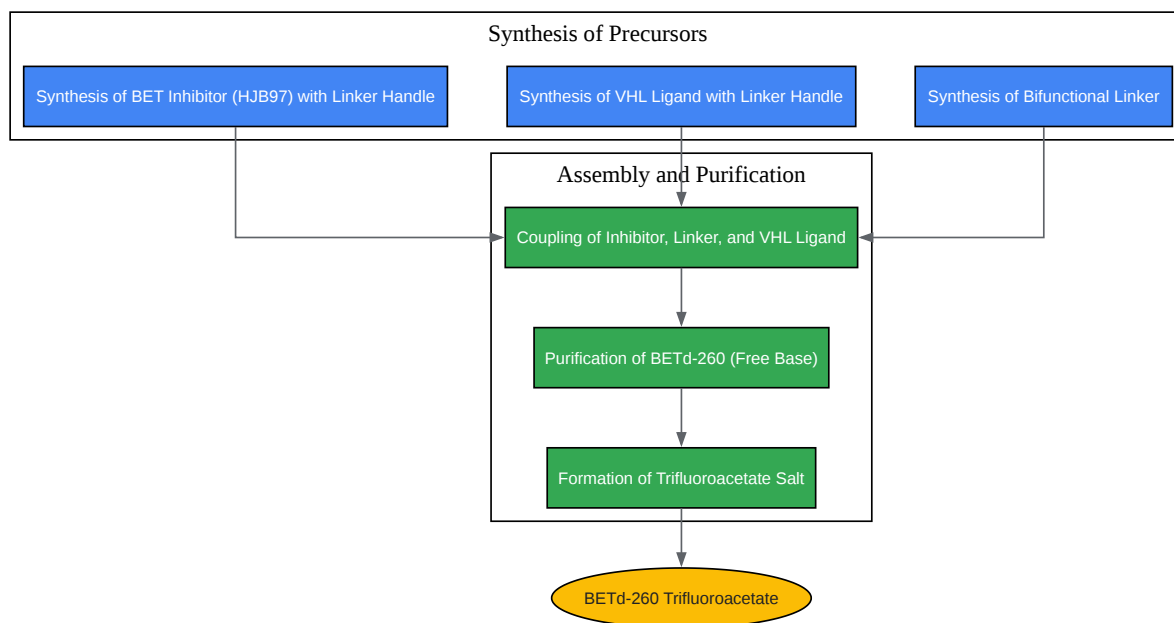 Synthesis of Precursors
Synthesis of BET Inhibitor (HJB97) with Linker Handle
Synthesis of VHL Ligand with Linker Handle
Synthesis of Bifunctional Linker
Assembly and Purification
Coupling of Inhibitor, Linker, and VHL Ligand
Purification of BETd-260 (Free Base)
Formation of Trifluoroacetate Salt
BETd-260 Trifluoroacetate